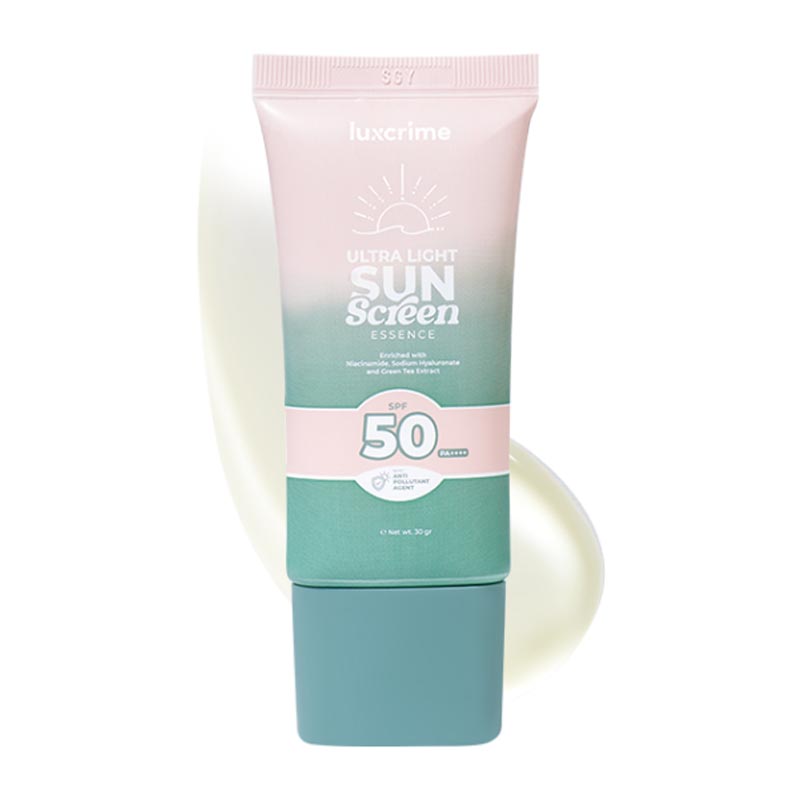 SGY
luxcrime
ULTRA LIGHT
SUN
Screen
ESSENCE
Enriched with
Niacinamide, Sodium Hyaluronate
and Green Tea Extract
SPF
50
PA++++
ANTI
POLLUTANT
AGENT
Net wt. 30 gr